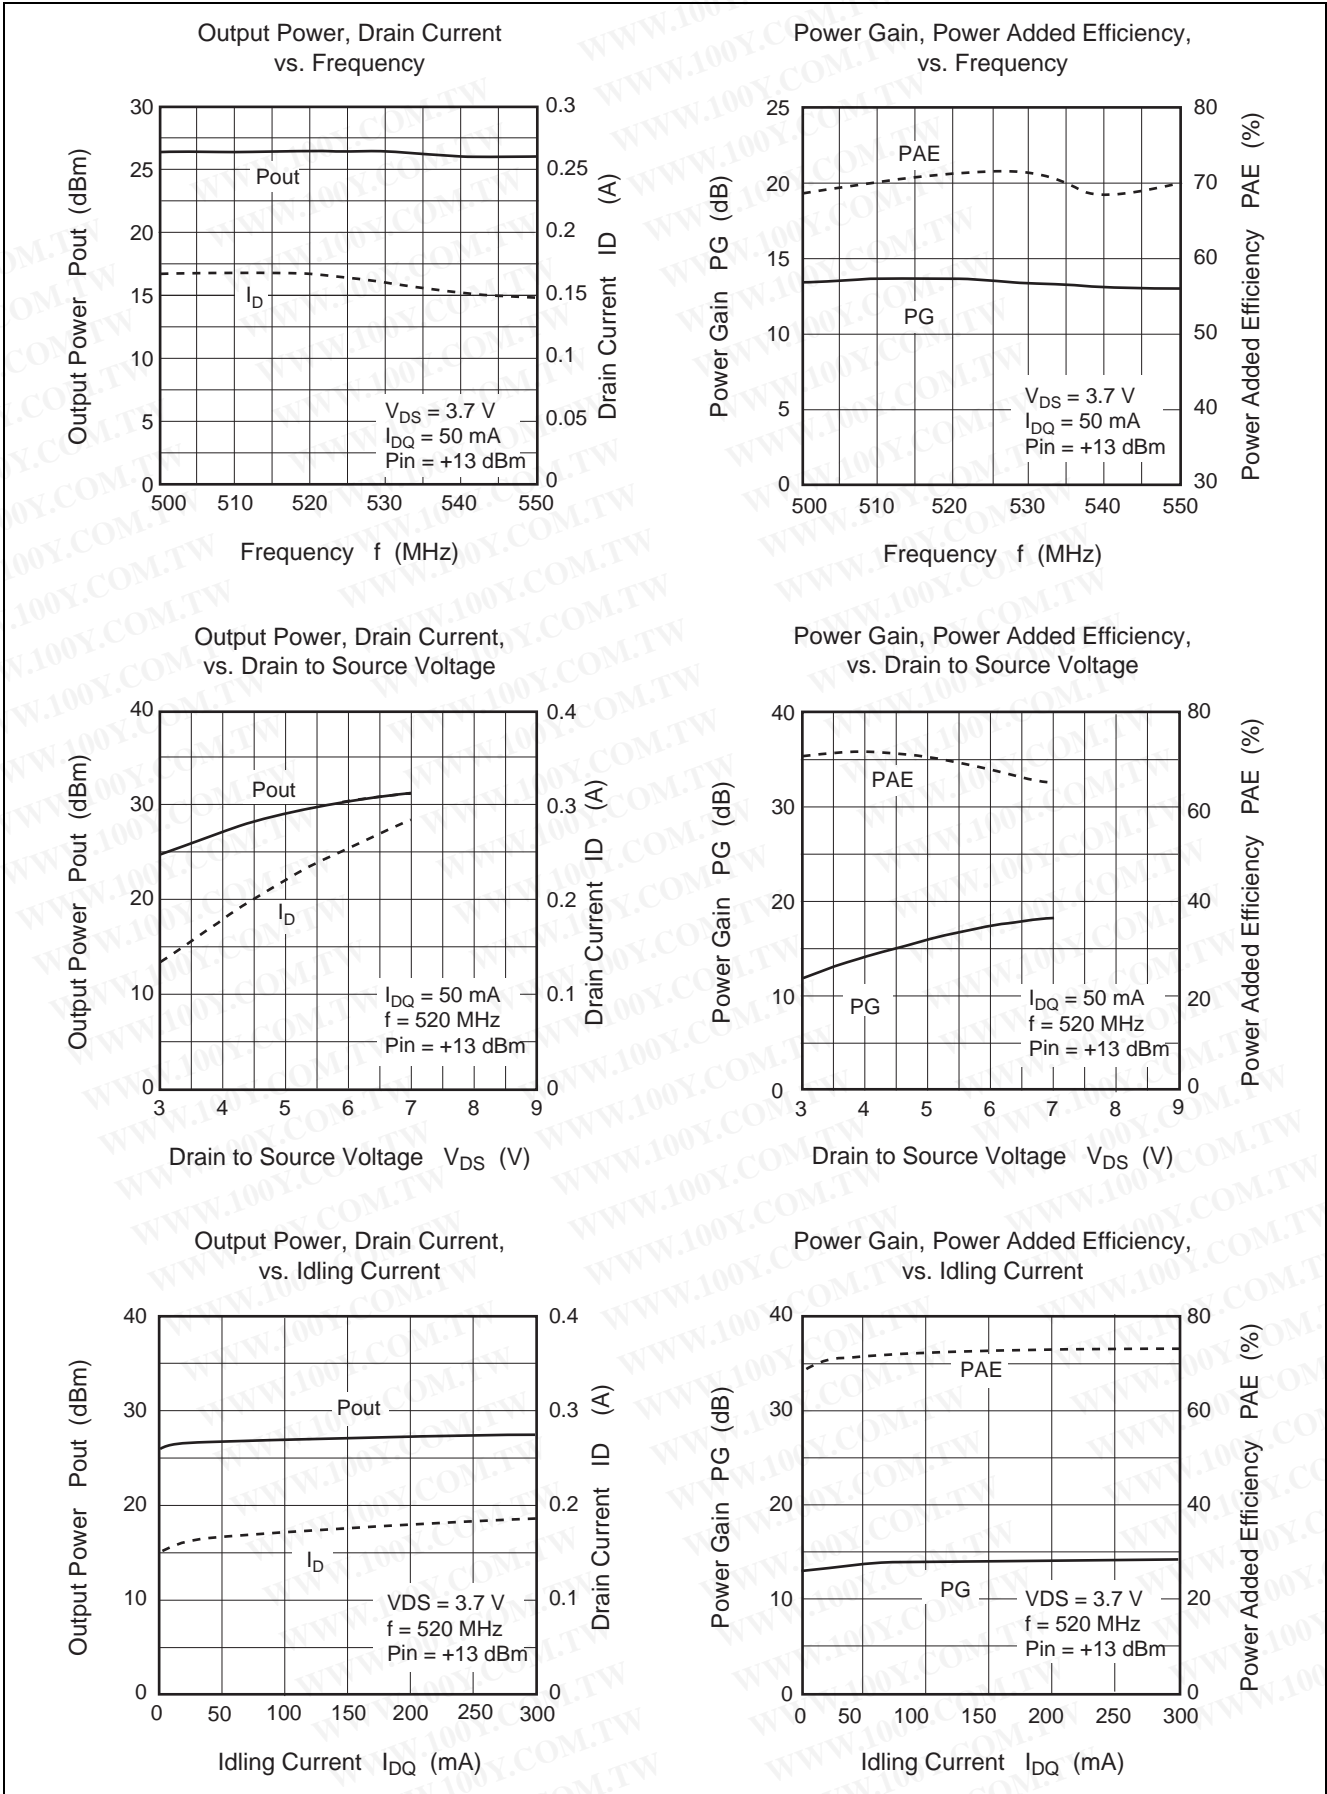 Output Power, Drain Current
vs. Frequency
30
25
20
15
10
5
0
0.3
0.25
0.2
0.15
0.1
0.05
0
Output Power Pout (dBm)
Drain Current ID (A)
Pout
ID
VDS = 3.7 V
IDQ = 50 mA
Pin = +13 dBm
500 510 520 530 540 550
Frequency f (MHz)
Power Gain, Power Added Efficiency,
vs. Frequency
25
20
15
10
5
0
80
70
60
50
40
30
Power Gain PG (dB)
Power Added Efficiency PAE (%)
PAE
PG
VDS = 3.7 V
IDQ = 50 mA
Pin = +13 dBm
500 510 520 530 540 550
Frequency f (MHz)
Output Power, Drain Current,
vs. Drain to Source Voltage
40
30
20
10
0
0.4
0.3
0.2
0.1
0
Output Power Pout (dBm)
Drain Current ID (A)
Pout
ID
IDQ = 50 mA
f = 520 MHz
Pin = +13 dBm
3 4 5 6 7 8 9
Drain to Source Voltage VDS (V)
Power Gain, Power Added Efficiency,
vs. Drain to Source Voltage
40
30
20
10
0
80
60
40
20
0
Power Gain PG (dB)
Power Added Efficiency PAE (%)
PAE
PG
IDQ = 50 mA
f = 520 MHz
Pin = +13 dBm
3 4 5 6 7 8 9
Drain to Source Voltage VDS (V)
Output Power, Drain Current,
vs. Idling Current
40
30
20
10
0
0.4
0.3
0.2
0.1
0
Output Power Pout (dBm)
Drain Current ID (A)
Pout
ID
VDS = 3.7 V
f = 520 MHz
Pin = +13 dBm
0 50 100 150 200 250 300
Idling Current IDQ (mA)
Power Gain, Power Added Efficiency,
vs. Idling Current
40
30
20
10
0
80
60
40
20
0
Power Gain PG (dB)
Power Added Efficiency PAE (%)
PAE
PG
VDS = 3.7 V
f = 520 MHz
Pin = +13 dBm
0 50 100 150 200 250 300
Idling Current IDQ (mA)
WWW.100Y.COM.TW